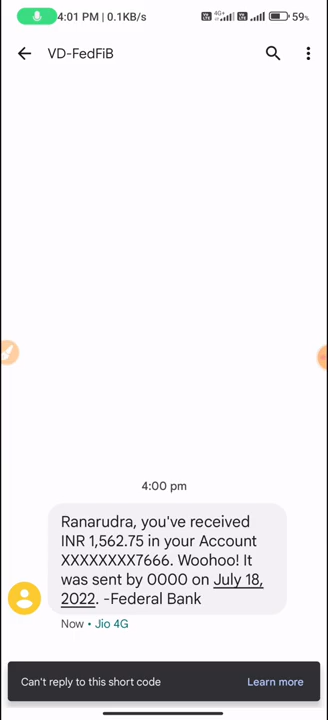 4:01 PM | 0.1KB/s
4G+
59%
VD-FedFiB
4:00 pm
Ranarudra, you've received
INR 1,562.75 in your Account
XXXXXXXX7666. Woohoo! It
was sent by 0000 on July 18,
2022. -Federal Bank
Now • Jio 4G
Can't reply to this short code
Learn more